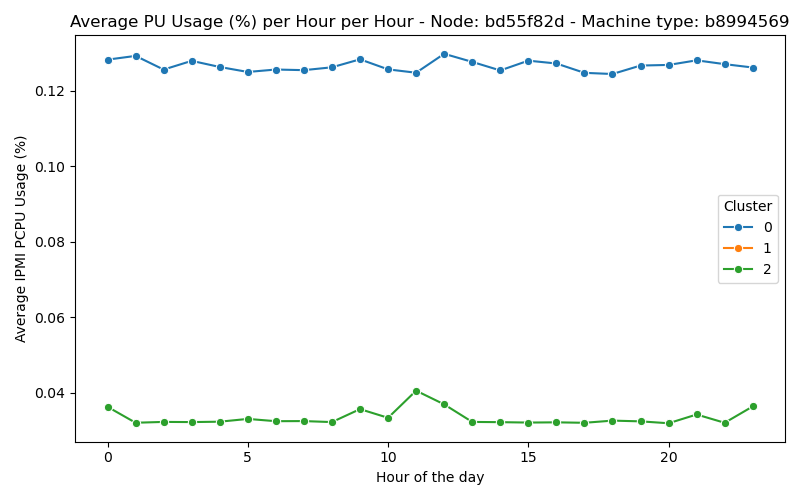 Average PU Usage (%) per Hour per Hour - Node: bd55f82d - Machine type: b8994569
Average IPMI PCPU Usage (%)
0.12
0.10
0.08
0.06
0.04
Cluster
0
1
2
0 5 10 15 20
Hour of the day